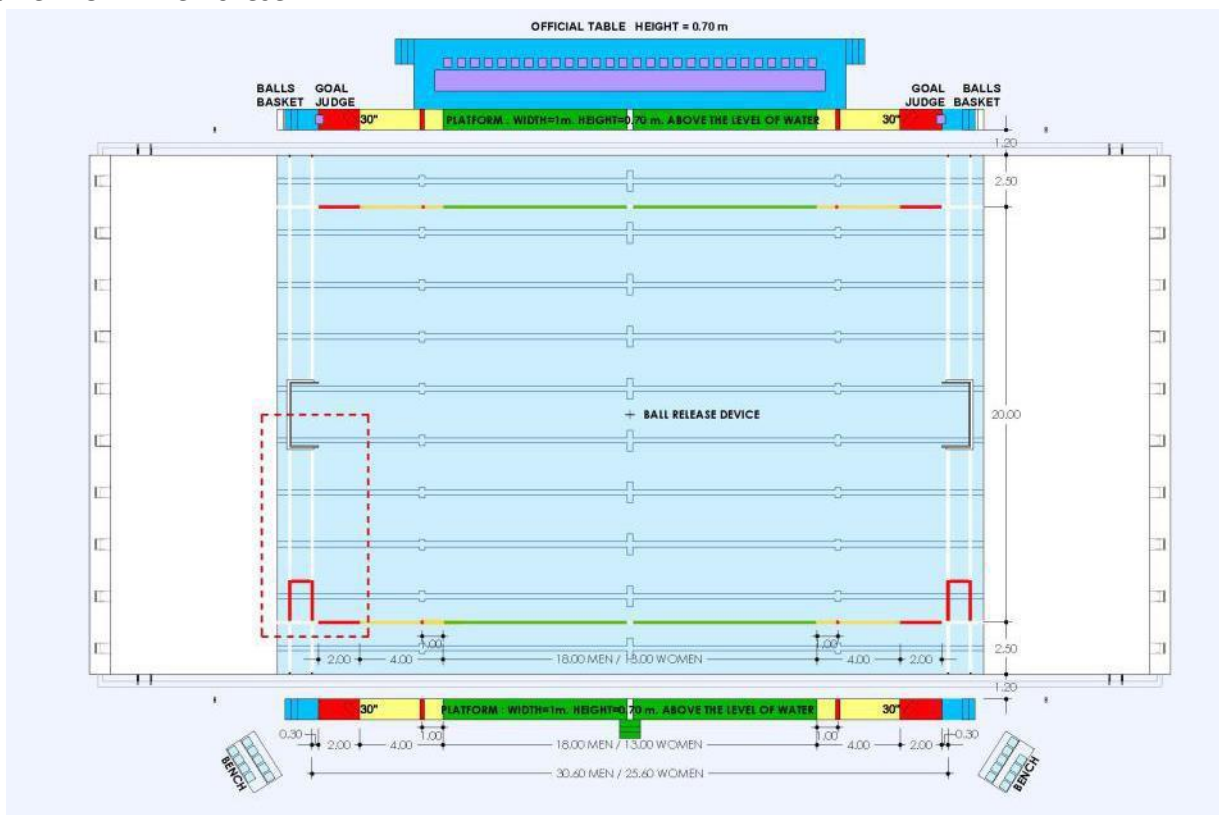 OFFICIAL TABLE HEIGHT = 0.70 m
BALLS GOAL
BASKET JUDGE
GOAL BALLS
JUDGE BASKET
30" PLATFORM : WIDTH=1m. HEIGHT=0.70 m. ABOVE THE LEVEL OF WATER 30"
1.20
2.50
BALL RELEASE DEVICE
20.00
1.00 1.00
2.00 4.00 18.00 MEN / 13.00 WOMEN 4.00 2.00
2.50
1.20
30" PLATFORM : WIDTH=1m. HEIGHT=0.70 m. ABOVE THE LEVEL OF WATER 30"
0.30 1.00 1.00 0.30
2.00 4.00 18.00 MEN / 13.00 WOMEN 4.00 2.00
BENCH BENCH
30.60 MEN / 25.60 WOMEN